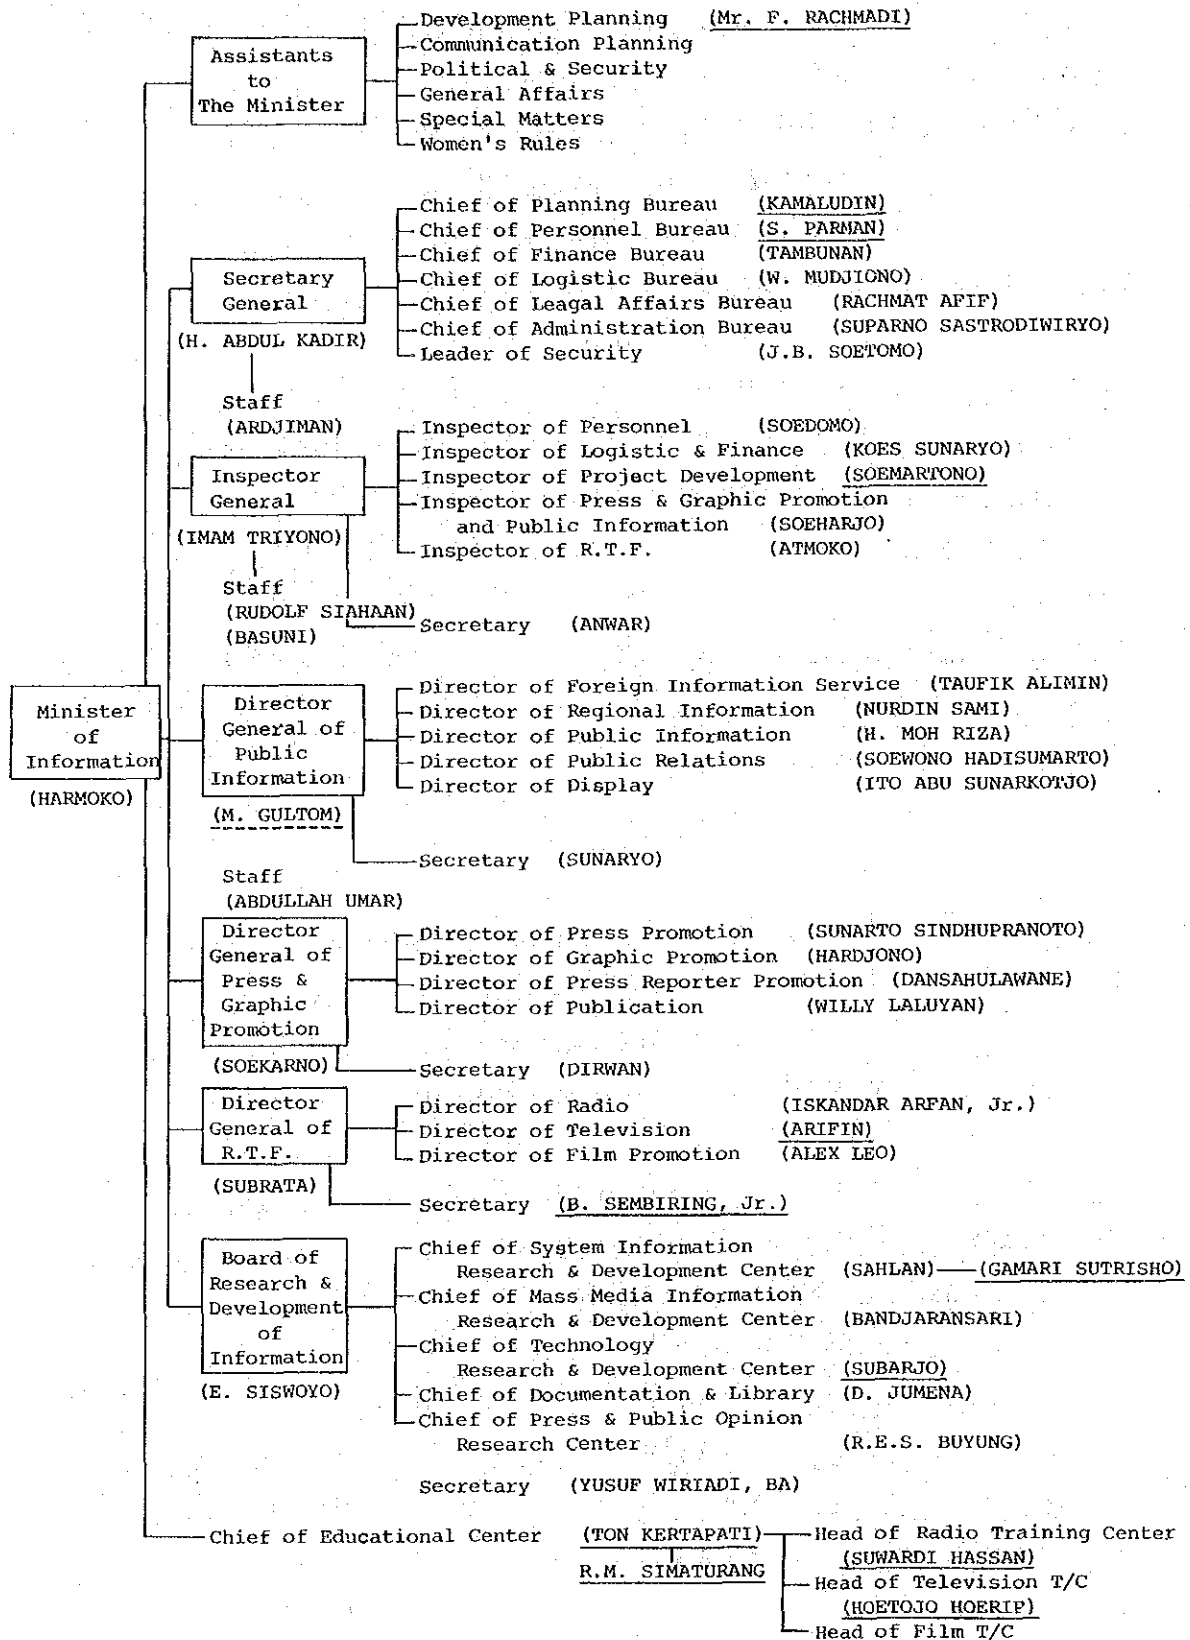 Assistants
to
The Minister
Development Planning (Mr. F. RACHMADI)
Communication Planning
Political & Security
General Affairs
Special Matters
Women's Rules
Secretary
General
(H. ABDUL KADIR)
Staff
(ARDJIMAN)
Chief of Planning Bureau (KAMALUDIN)
Chief of Personnel Bureau (S. PARMAN)
Chief of Finance Bureau (TAMBUNAN)
Chief of Logistic Bureau (W. MUDJIONO)
Chief of Leagal Affairs Bureau (RACHMAT AFIF)
Chief of Administration Bureau (SUPARNO SASTRODIWIRYO)
Leader of Security (J.B. SOETOMO)
Inspector
General
(IMAM TRIYONO)
Staff
(RUDOLF SIAHAAN)
(BASUNI)
Inspector of Personnel (SOEDOMO)
Inspector of Logistic & Finance (KOES SUNARYO)
Inspector of Project Development (SOEMARTONO)
Inspector of Press & Graphic Promotion
and Public Information (SOEHARJO)
Inspector of R.T.F. (ATMOKO)
Secretary (ANWAR)
Minister
of
Information
(HARMOKO)
Director
General of
Public
Information
(M. GULTOM)
Director of Foreign Information Service (TAUFIK ALIMIN)
Director of Regional Information (NURDIN SAMI)
Director of Public Information (H. MOH RIZA)
Director of Public Relations (SOEWONO HADISUMARTO)
Director of Display (ITO ABU SUNARKOTJO)
Secretary (SUNARYO)
Staff
(ABDULLAH UMAR)
Director
General of
Press &
Graphic
Promotion
(SOEKARNO)
Director of Press Promotion (SUNARTO SINDHUPRANOTO)
Director of Graphic Promotion (HARDJONO)
Director of Press Reporter Promotion (DANSAHULAWANE)
Director of Publication (WILLY LALUYAN)
Secretary (DIRWAN)
Director
General of
R.T.F.
(SUBRATA)
Director of Radio (ISKANDAR ARFAN, Jr.)
Director of Television (ARIFIN)
Director of Film Promotion (ALEX LEO)
Secretary (B. SEMBIRING, Jr.)
Board of
Research &
Development
of
Information
(E. SISWOYO)
Chief of System Information
Research & Development Center (SAHLAN) (GAMARI SUTRISHO)
Chief of Mass Media Information
Research & Development Center (BANDJARANSARI)
Chief of Technology
Research & Development Center (SUBARJO)
Chief of Documentation & Library (D. JUMENA)
Chief of Press & Public Opinion
Research Center (R.E.S. BUYUNG)
Secretary (YUSUF WIRIADI, BA)
Chief of Educational Center (TON KERTAPATI)
R.M. SIMATURANG
Head of Radio Training Center
(SUWARDI HASSAN)
Head of Television T/C
(HOETOJO HOERIP)
Head of Film T/C